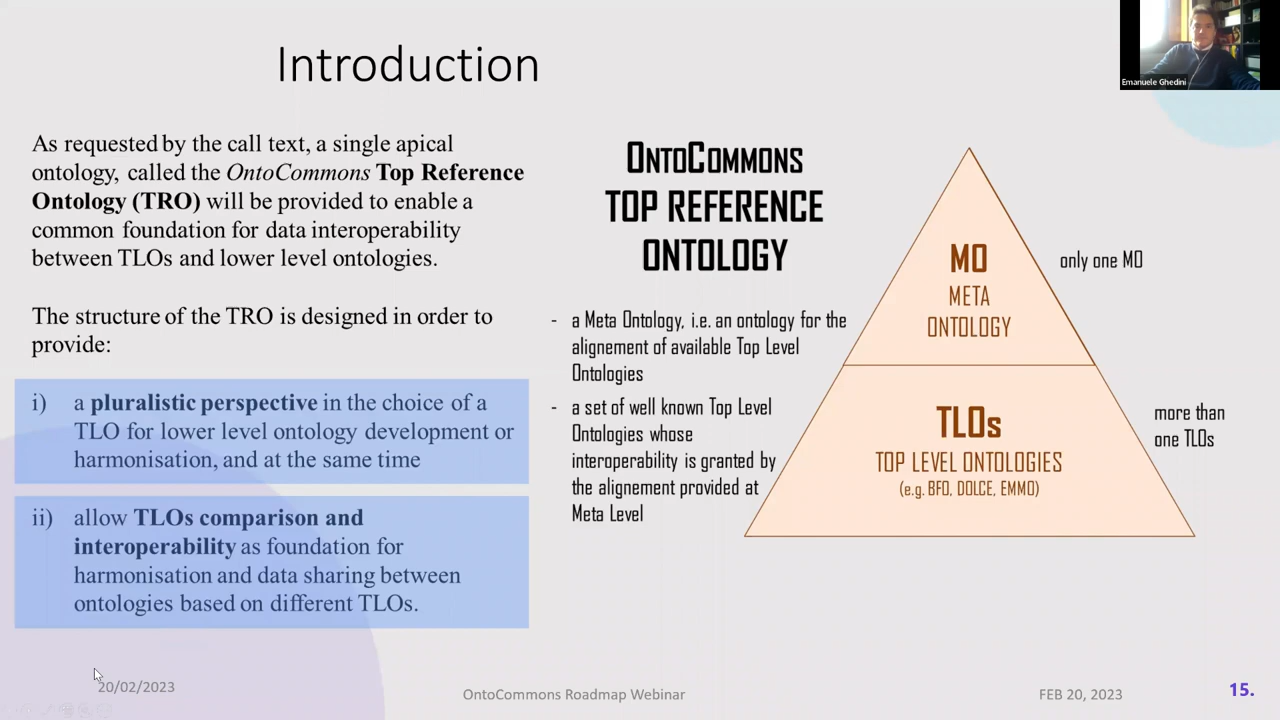 Introduction
Emanuele Ghedini
As requested by the call text, a single apical
ontology, called the OntoCommons Top Reference
Ontology (TRO) will be provided to enable a
common foundation for data interoperability
between TLOs and lower level ontologies.
The structure of the TRO is designed in order to
provide:
i) a pluralistic perspective in the choice of a
TLO for lower level ontology development or
harmonisation, and at the same time
ii) allow TLOs comparison and
interoperability as foundation for
harmonisation and data sharing between
ontologies based on different TLOs.
ONTOCOMMONS
TOP REFERENCE
ONTOLOGY
- a Meta Ontology, i.e. an ontology for the
alignement of available Top Level
Ontologies
- a set of well known Top Level
Ontologies whose
interoperability is granted by
the alignement provided at
Meta Level
MO
META
ONTOLOGY
only one MO
TLOs
TOP LEVEL ONTOLOGIES
(e.g. BFO, DOLCE, EMMO)
more than
one TLOs
20/02/2023
OntoCommons Roadmap Webinar
FEB 20, 2023
15.